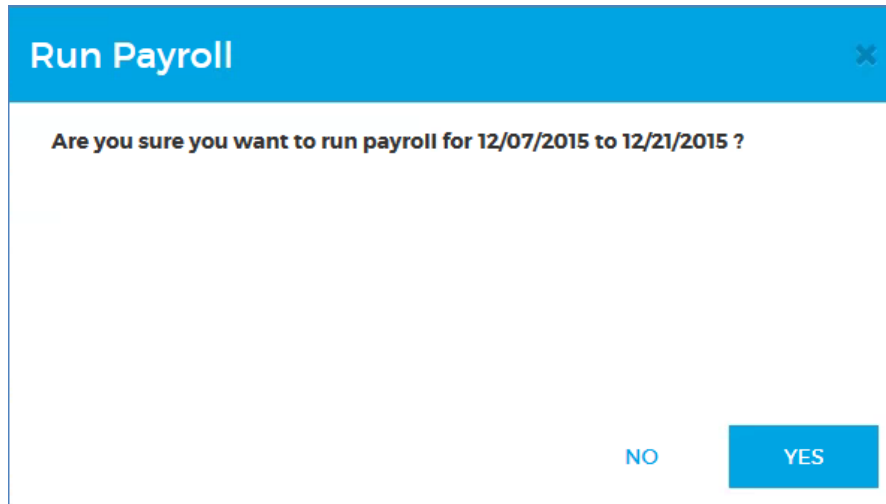 Run Payroll
Are you sure you want to run payroll for 12/07/2015 to 12/21/2015 ?
NO
YES